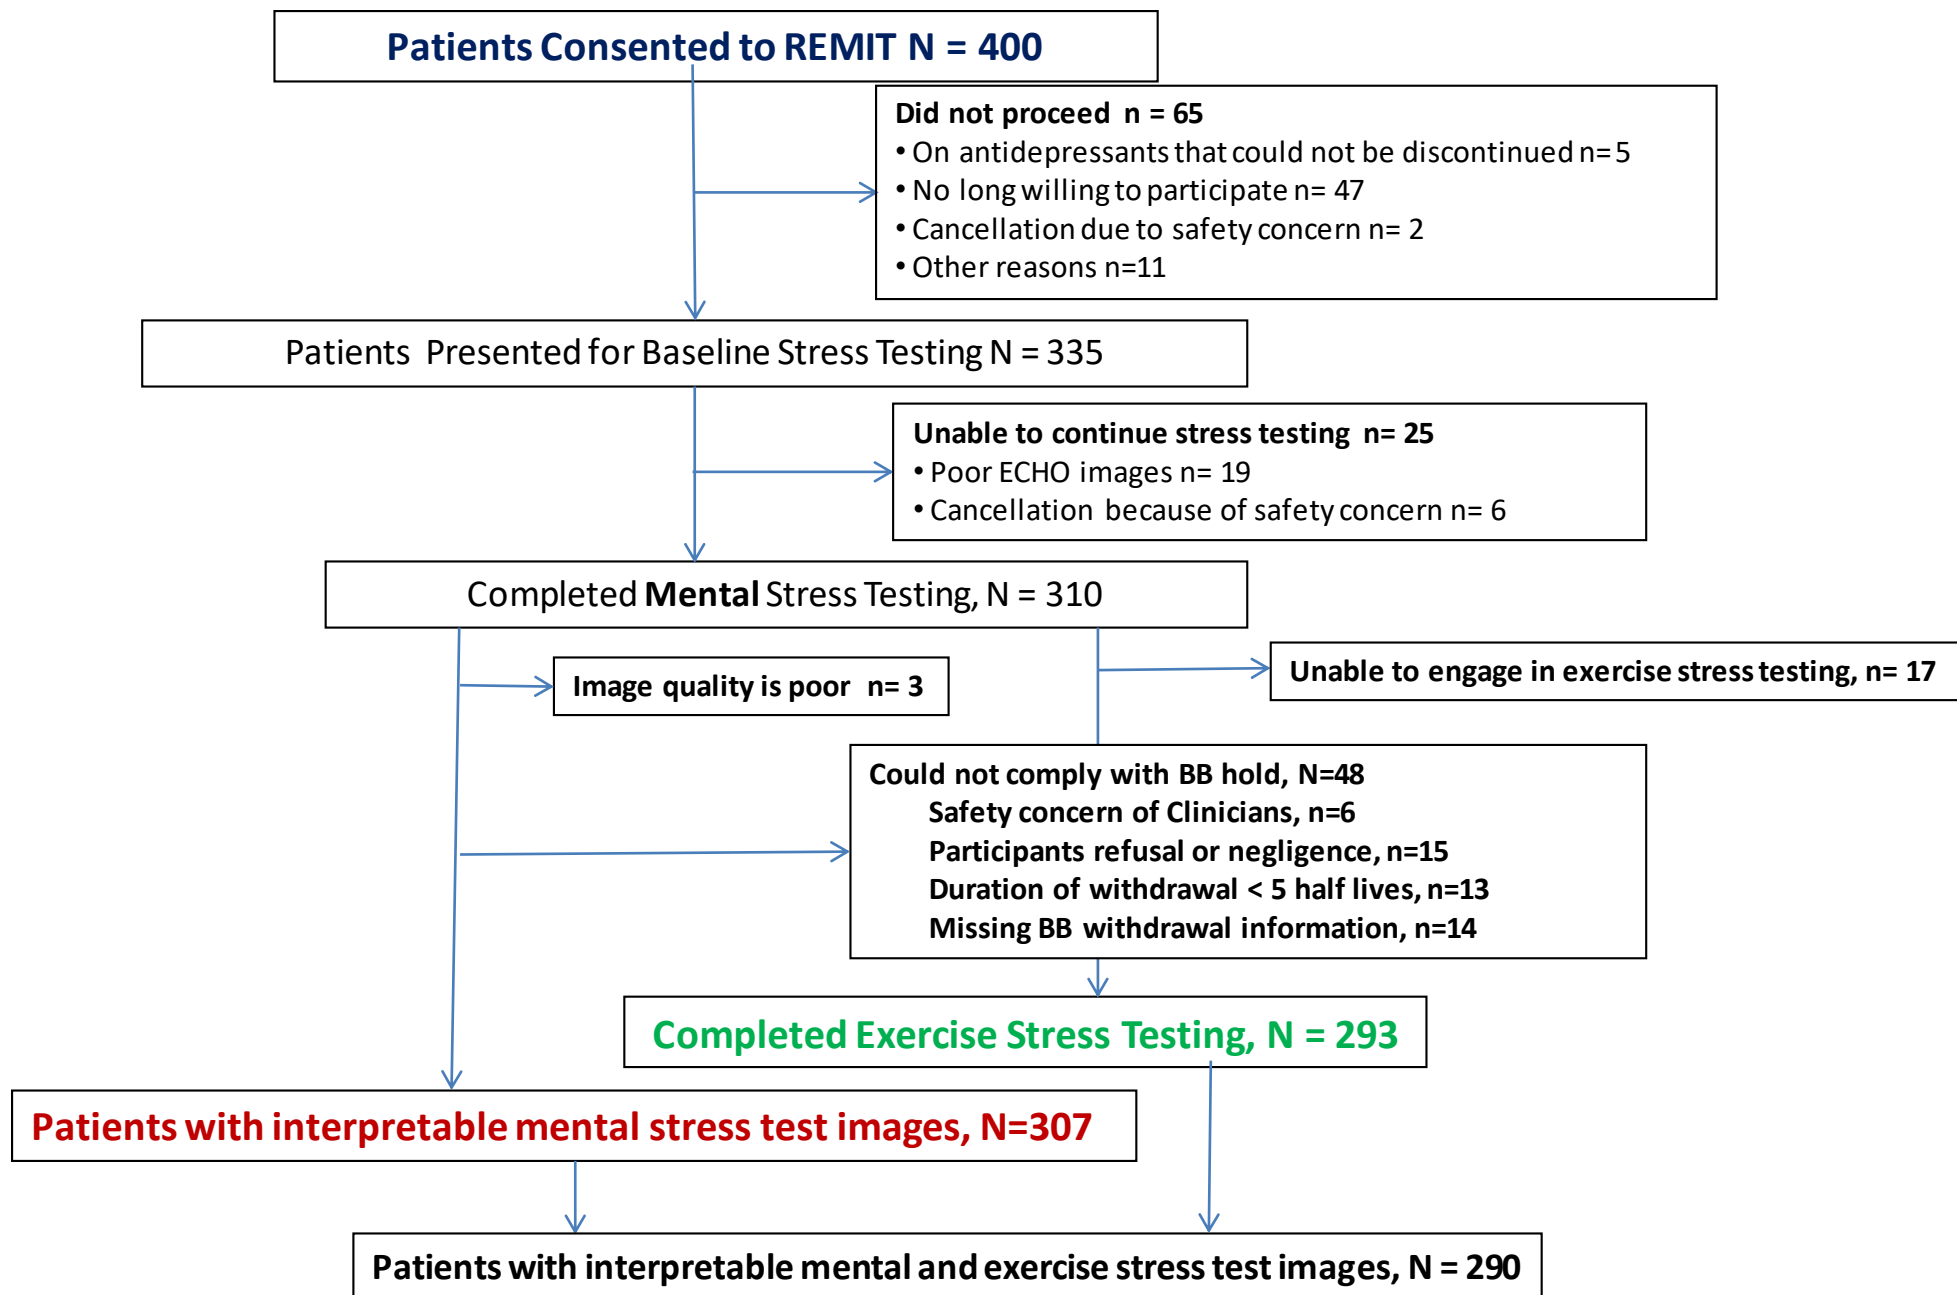 Patients Consented to REMIT N = 400
Did not proceed n = 65
• On antidepressants that could not be discontinued n= 5
• No long willing to participate n= 47
• Cancellation due to safety concern n= 2
• Other reasons n=11
Patients Presented for Baseline Stress Testing N = 335
Unable to continue stress testing n= 25
• Poor ECHO images n= 19
• Cancellation because of safety concern n= 6
Completed Mental Stress Testing, N = 310
Image quality is poor n= 3
Unable to engage in exercise stress testing, n= 17
Could not comply with BB hold, N=48
Safety concern of Clinicians, n=6
Participants refusal or negligence, n=15
Duration of withdrawal < 5 half lives, n=13
Missing BB withdrawal information, n=14
Completed Exercise Stress Testing, N = 293
Patients with interpretable mental stress test images, N=307
Patients with interpretable mental and exercise stress test images, N = 290